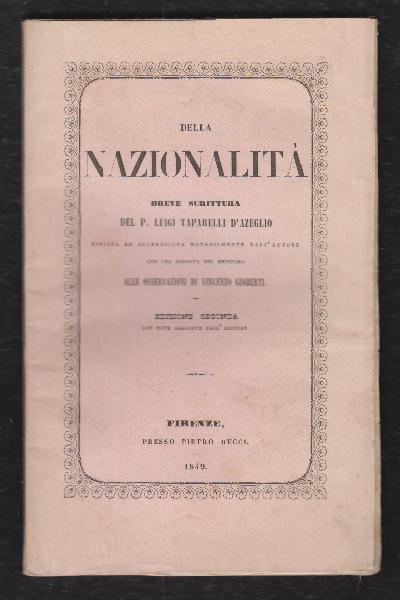 DELLA
NAZIONALITÀ
BREVE SCRITTURA
DEL P. LUIGI TAPARELLI D'AZEGLIO
RIVISTA ED ACCRESCIUTA NOTABILMENTE DALL'AUTORE
CON UNA RISPOSTA DEL MEDESIMO
ALLE OSSERVAZIONI DI VINCENZO GIOBERTI.
EDIZIONE SECONDA
CON NOTE AGGIUNTE DALL' EDITORE.
FIRENZE,
PRESSO PIETRO DUCCI.
1849.